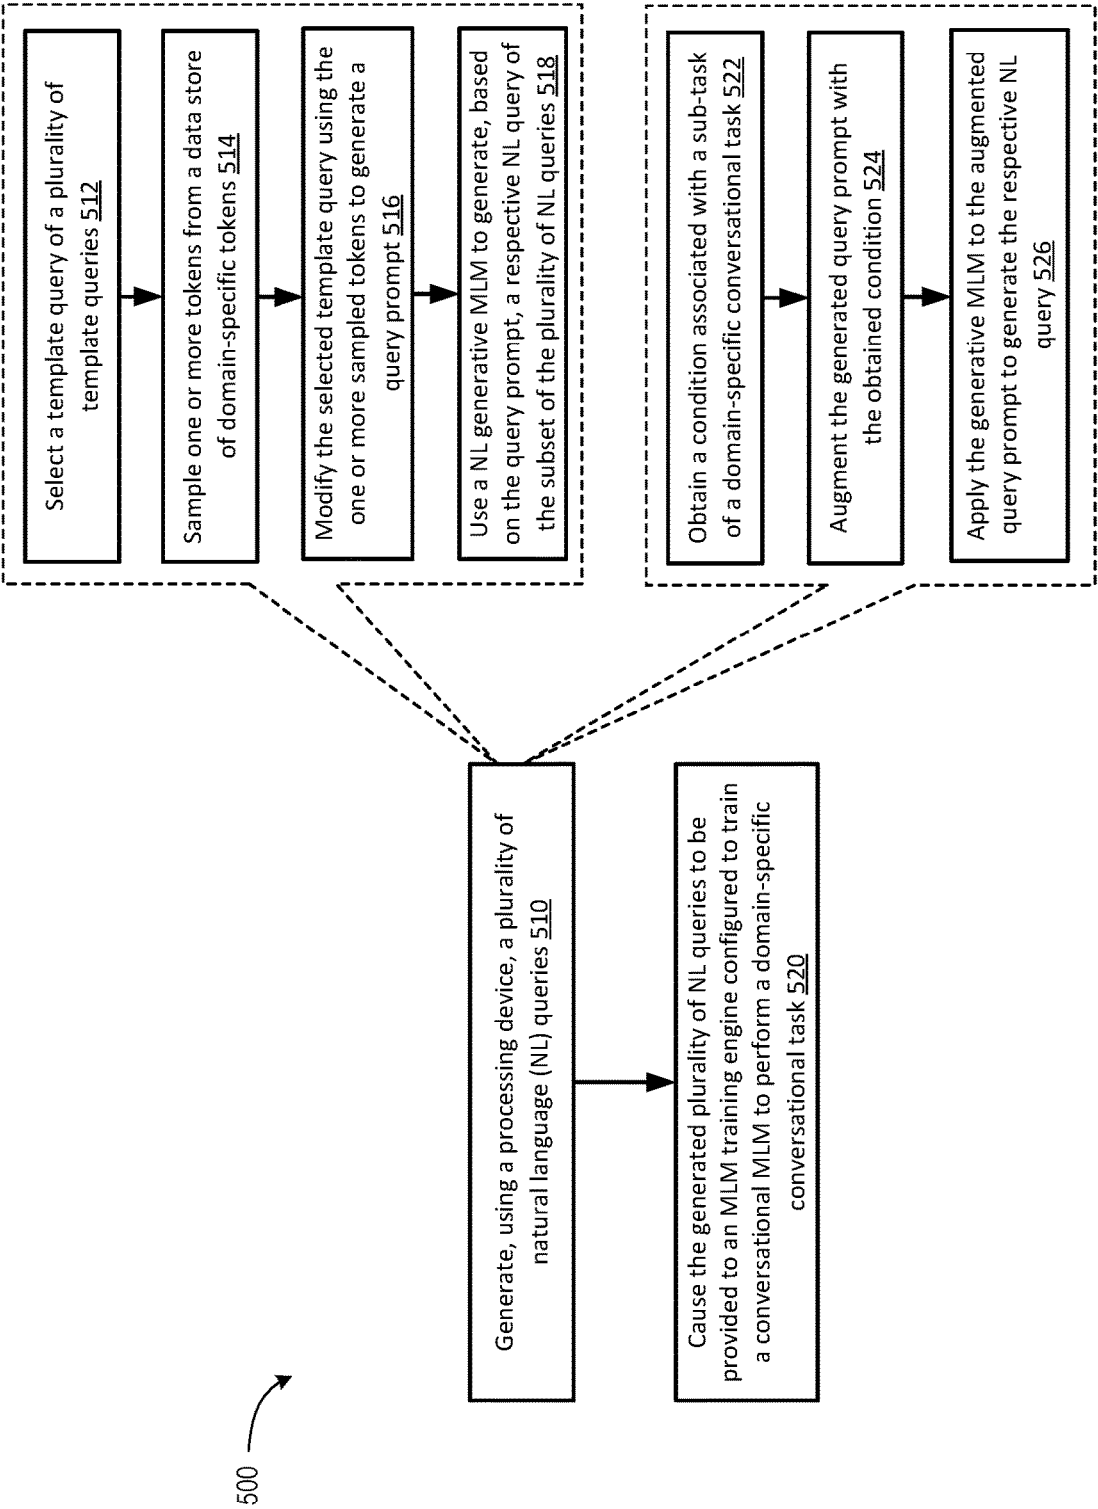 500
Generate, using a processing device, a plurality of
natural language (NL) queries 510
Cause the generated plurality of NL queries to be
provided to an MLM training engine configured to train
a conversational MLM to perform a domain-specific
conversational task 520
Select a template query of a plurality of
template queries 512
Sample one or more tokens from a data store
of domain-specific tokens 514
Modify the selected template query using the
one or more sampled tokens to generate a
query prompt 516
Use a NL generative MLM to generate, based
on the query prompt, a respective NL query of
the subset of the plurality of NL queries 518
Obtain a condition associated with a sub-task
of a domain-specific conversational task 522
Augment the generated query prompt with
the obtained condition 524
Apply the generative MLM to the augmented
query prompt to generate the respective NL
query 526